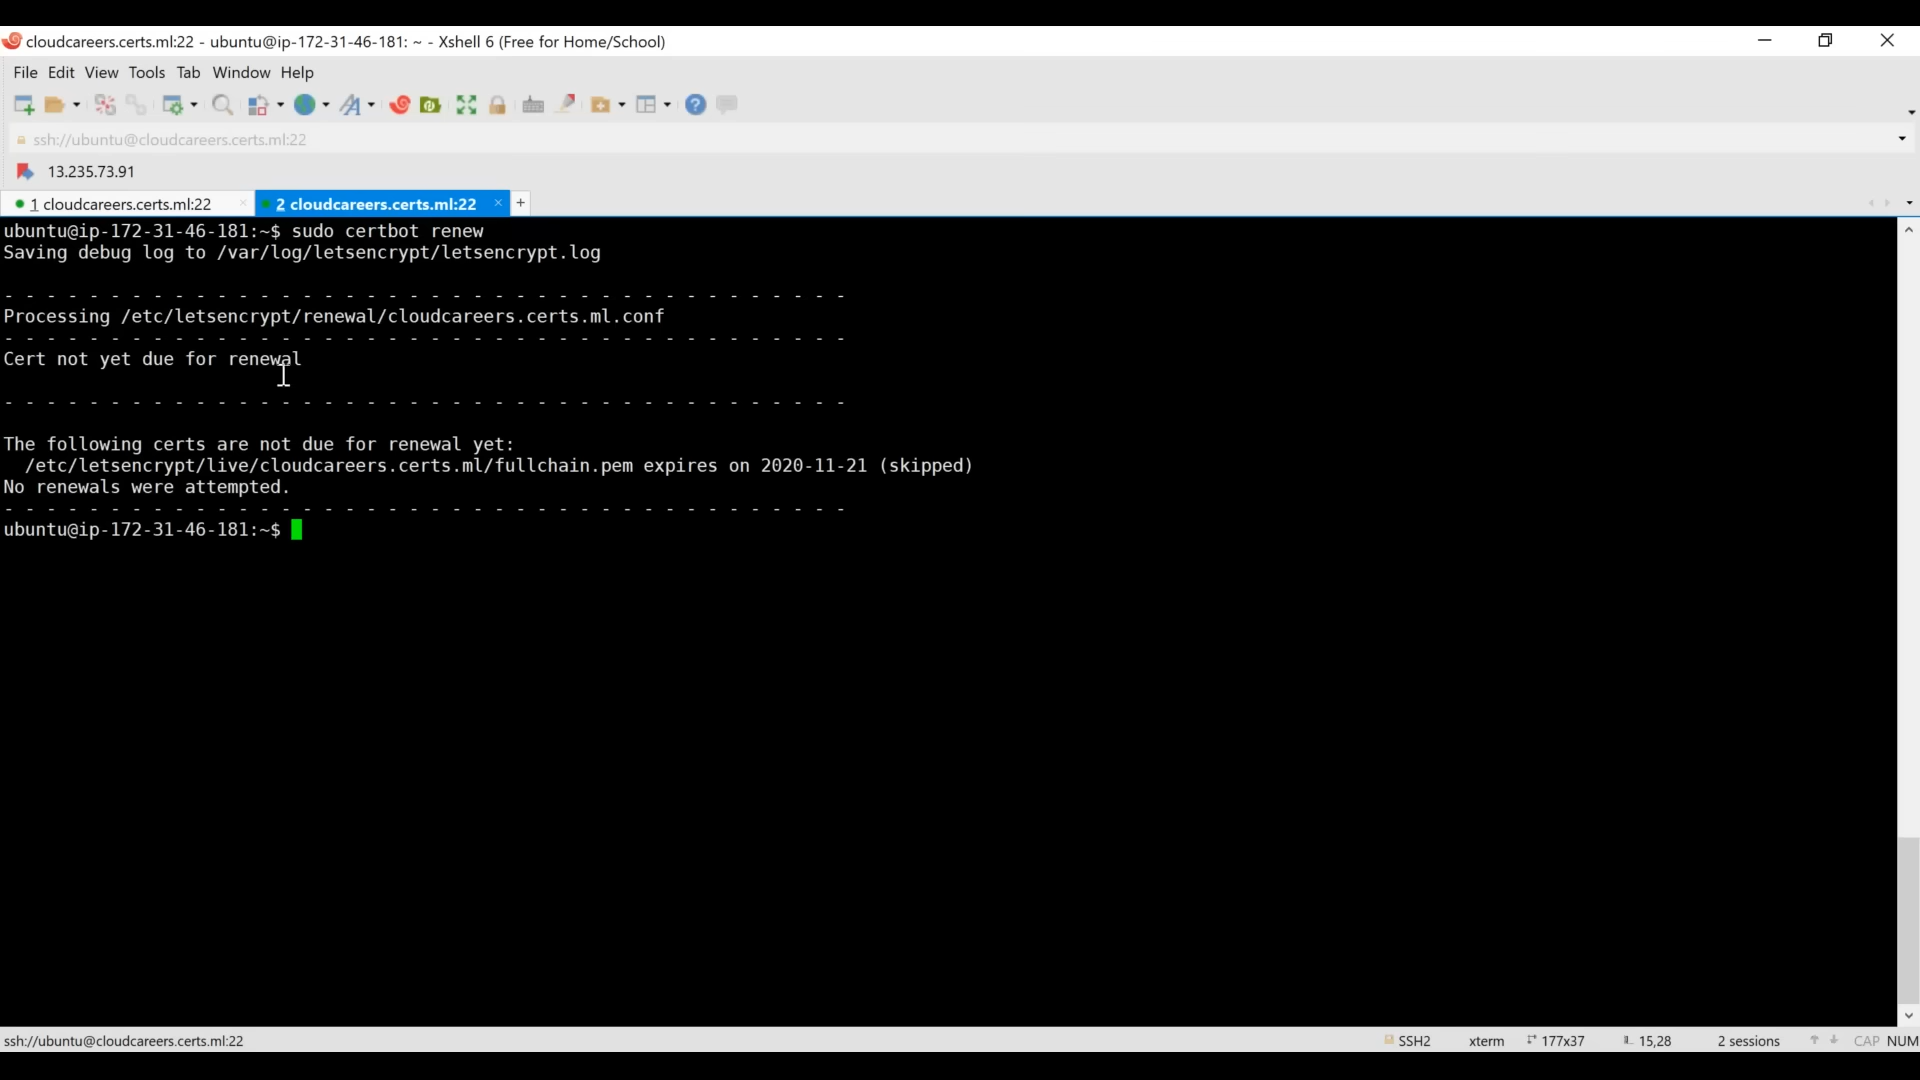 cloudcareers.certs.ml:22 - ubuntu@ip-172-31-46-181: ~ - Xshell 6 (Free for Home/School)
File Edit View Tools Tab Window Help
ssh://ubuntu@cloudcareers.certs.ml:22
13.235.73.91
1 cloudcareers.certs.ml:22 × 2 cloudcareers.certs.ml:22 × +
ubuntu@ip-172-31-46-181:~$ sudo certbot renew
Saving debug log to /var/log/letsencrypt/letsencrypt.log
- - - - - - - - - - - - - - - - - - - - - - - - - - - - - - - - - - - - - - - -
Processing /etc/letsencrypt/renewal/cloudcareers.certs.ml.conf
- - - - - - - - - - - - - - - - - - - - - - - - - - - - - - - - - - - - - - - -
Cert not yet due for renewal
- - - - - - - - - - - - - - - - - - - - - - - - - - - - - - - - - - - - - - - -
The following certs are not due for renewal yet:
/etc/letsencrypt/live/cloudcareers.certs.ml/fullchain.pem expires on 2020-11-21 (skipped)
No renewals were attempted.
- - - - - - - - - - - - - - - - - - - - - - - - - - - - - - - - - - - - - - - -
ubuntu@ip-172-31-46-181:~$
ssh://ubuntu@cloudcareers.certs.ml:22 SSH2 xterm 177x37 15,28 2 sessions CAP NUM